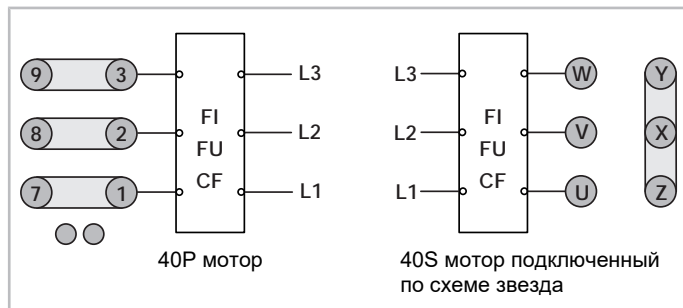 9 3 L3
8 2 FI L2
FU
7 1 CF L1
40P мотор
L3 W Y
L2 FI V X
FU
L1 CF U Z
40S мотор подключенный
по схеме звезда